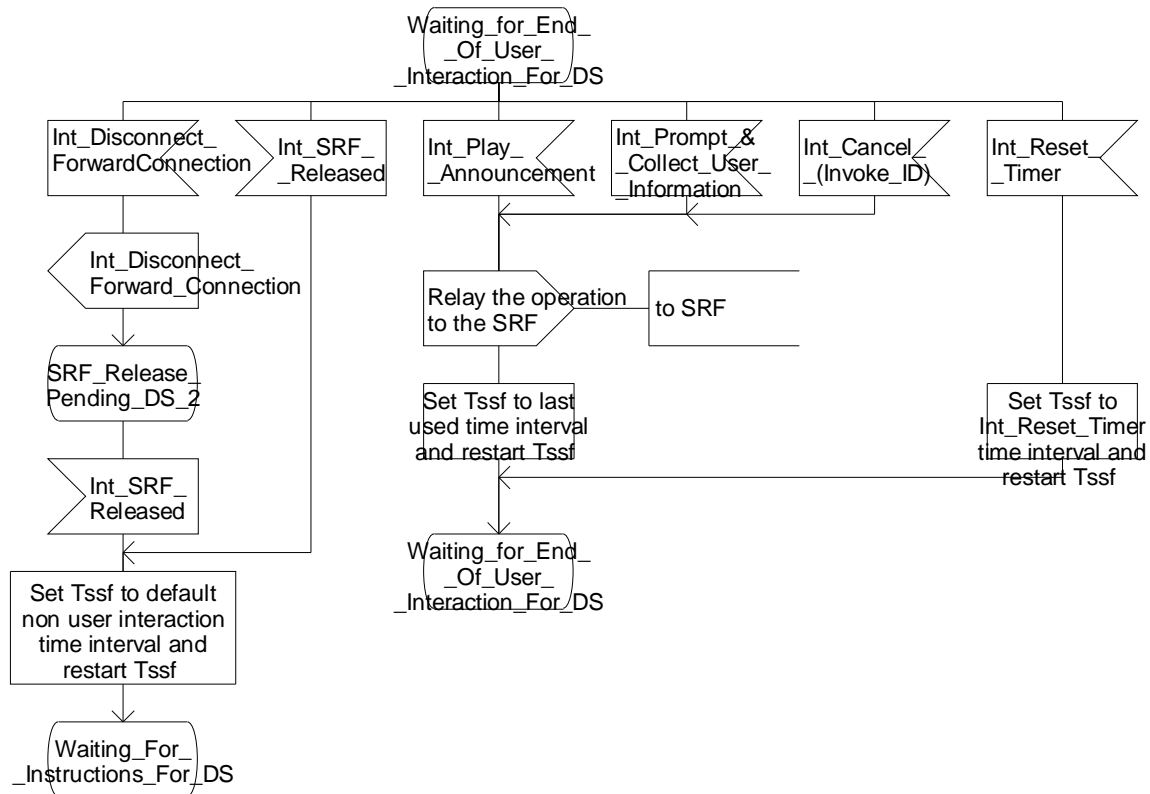 Waiting_for_End_
_Of_User_
_Interaction_For_DS
Int_Disconnect_
ForwardConnection
Int_SRF_
_Released
Int_Play_
_Announcement
Int_Prompt_&
_Collect_User_
_Information
Int_Cancel_
_(Invoke_ID)
Int_Reset_
_Timer
Int_Disconnect_
Forward_Connection
Relay the operation
to the SRF
to SRF
SRF_Release_
Pending_DS_2
Set Tssf to last
used time interval
and restart Tssf
Set Tssf to
Int_Reset_Timer
time interval and
restart Tssf
Int_SRF_
Released
Waiting_for_End_
_Of_User_
_Interaction_For_DS
Set Tssf to default
non user interaction
time interval and
restart Tssf
Waiting_For_
_Instructions_For_DS